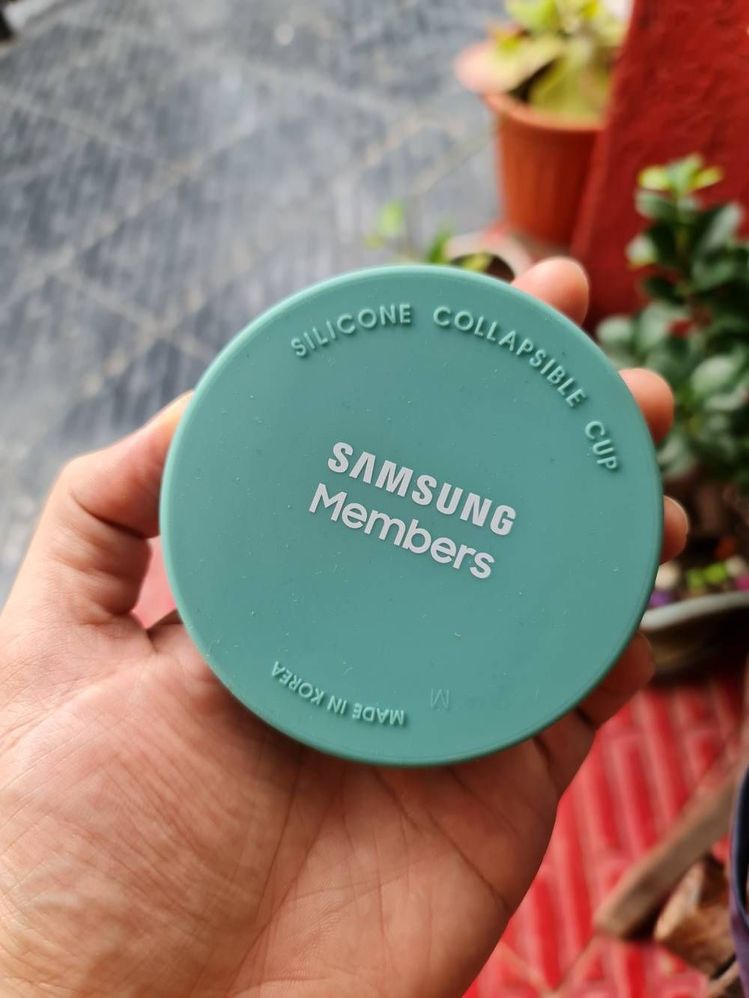 SILICONE COLLAPSIBLE CUP
SAMSUNG
Members
MADE IN KOREA
M